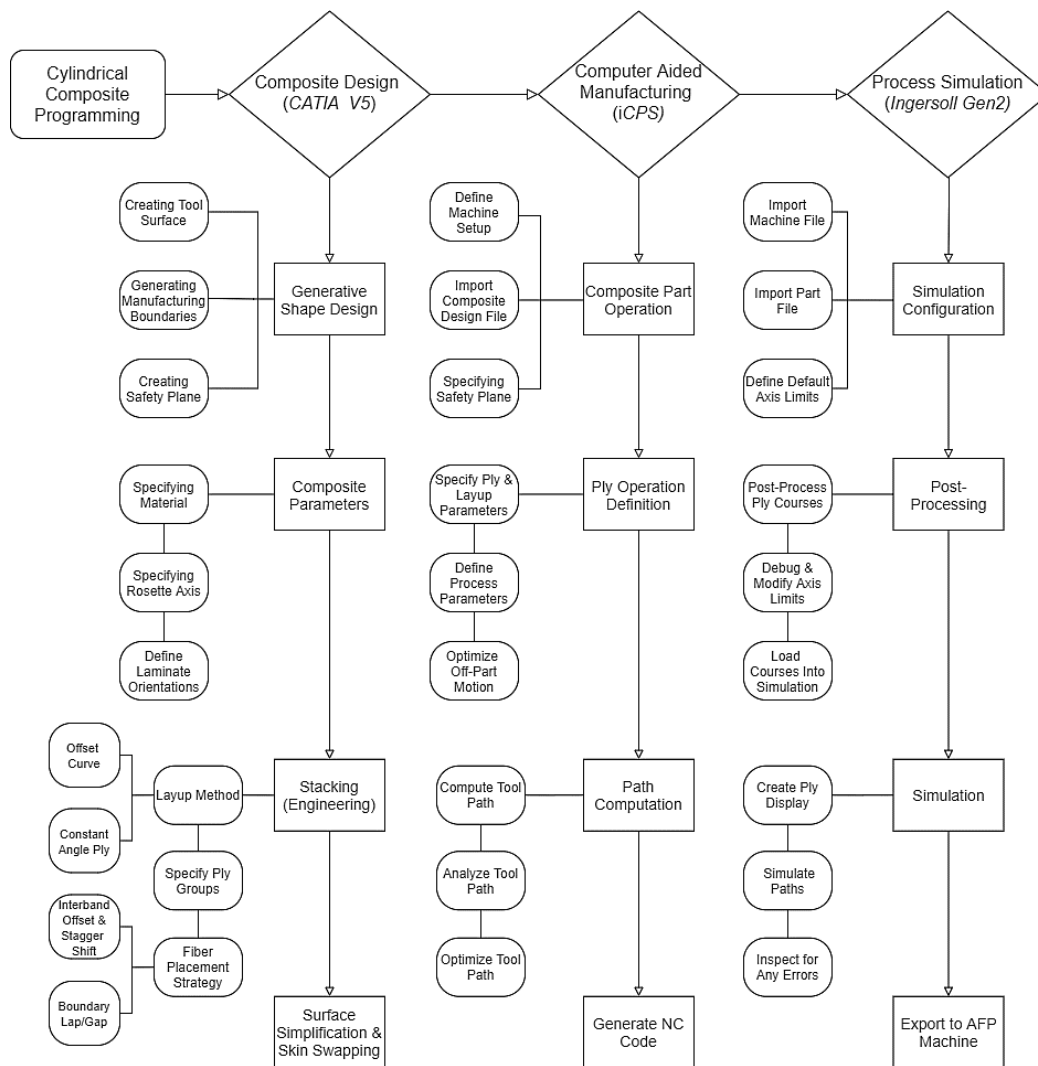 Cylindrical
Composite
Programming
Composite Design
(CATIA V5)
Computer Aided
Manufacturing
(iCPS)
Process Simulation
(Ingersoll Gen2)
Creating Tool
Surface
Generating
Manufacturing
Boundaries
Creating
Safety Plane
Generative
Shape Design
Specifying
Material
Specifying
Rosette Axis
Define
Laminate
Orientations
Composite
Parameters
Offset
Curve
Constant
Angle Ply
Layup Method
Specify Ply
Groups
Interband
Offset &
Stagger
Shift
Boundary
Lap/Gap
Fiber
Placement
Strategy
Stacking
(Engineering)
Surface
Simplification &
Skin Swapping
Define
Machine
Setup
Import
Composite
Design File
Specifying
Safety Plane
Composite Part
Operation
Specify Ply &
Layup
Parameters
Define
Process
Parameters
Optimize
Off-Part
Motion
Ply Operation
Definition
Compute Tool
Path
Analyze Tool
Path
Optimize Tool
Path
Path
Computation
Generate NC
Code
Import
Machine File
Import Part
File
Define Default
Axis Limits
Simulation
Configuration
Post-Process
Ply Courses
Debug &
Modify Axis
Limits
Load
Courses Into
Simulation
Post-
Processing
Create Ply
Display
Simulate
Paths
Inspect for
Any Errors
Simulation
Export to AFP
Machine